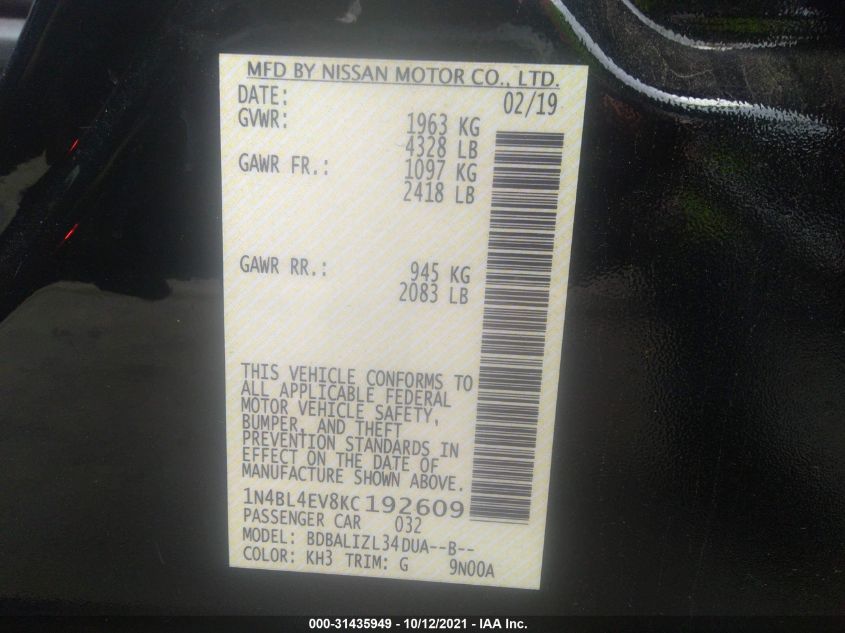 MFD BY NISSAN MOTOR CO., LTD.
DATE: 02/19
GVWR: 1963 KG
4328 LB
GAWR FR.: 1097 KG
2418 LB
GAWR RR.: 945 KG
2083 LB
THIS VEHICLE CONFORMS TO
ALL APPLICABLE FEDERAL
MOTOR VEHICLE SAFETY,
BUMPER, AND THEFT
PREVENTION STANDARDS IN
EFFECT ON THE DATE OF
MANUFACTURE SHOWN ABOVE.
1N4BL4EV8KC192609
PASSENGER CAR 032
MODEL: BDBALIZL34DUA--B--
COLOR: KH3 TRIM: G 9N00A
000-31435949 - 10/12/2021 - IAA Inc.